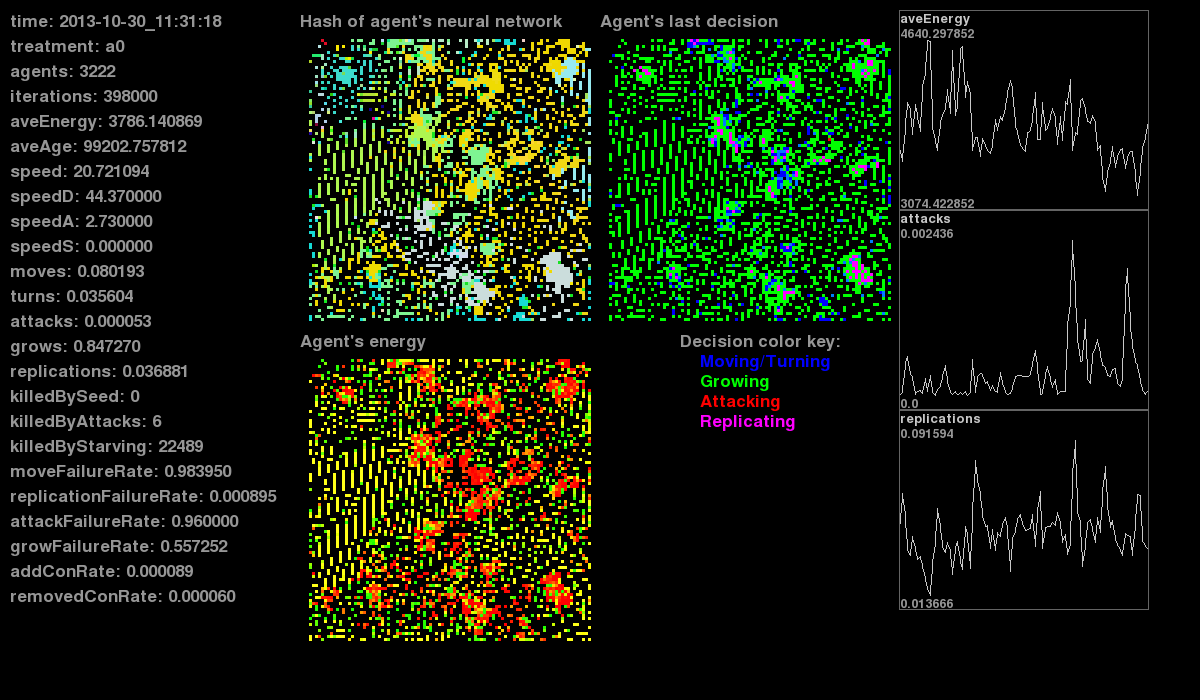 time: 2013-10-30_11:31:18
treatment: a0
agents: 3222
iterations: 398000
aveEnergy: 3786.140869
aveAge: 99202.757812
speed: 20.721094
speedD: 44.370000
speedA: 2.730000
speedS: 0.000000
moves: 0.080193
turns: 0.035604
attacks: 0.000053
grows: 0.847270
replications: 0.036881
killedBySeed: 0
killedByAttacks: 6
killedByStarving: 22489
moveFailureRate: 0.983950
replicationFailureRate: 0.000895
attackFailureRate: 0.960000
growFailureRate: 0.557252
addConRate: 0.000089
removedConRate: 0.000060
Hash of agent's neural network
Agent's last decision
Agent's energy
Decision color key:
Moving/Turning
Growing
Attacking
Replicating
aveEnergy
4640.297852
3074.422852
attacks
0.002436
0.0
replications
0.091594
0.013666